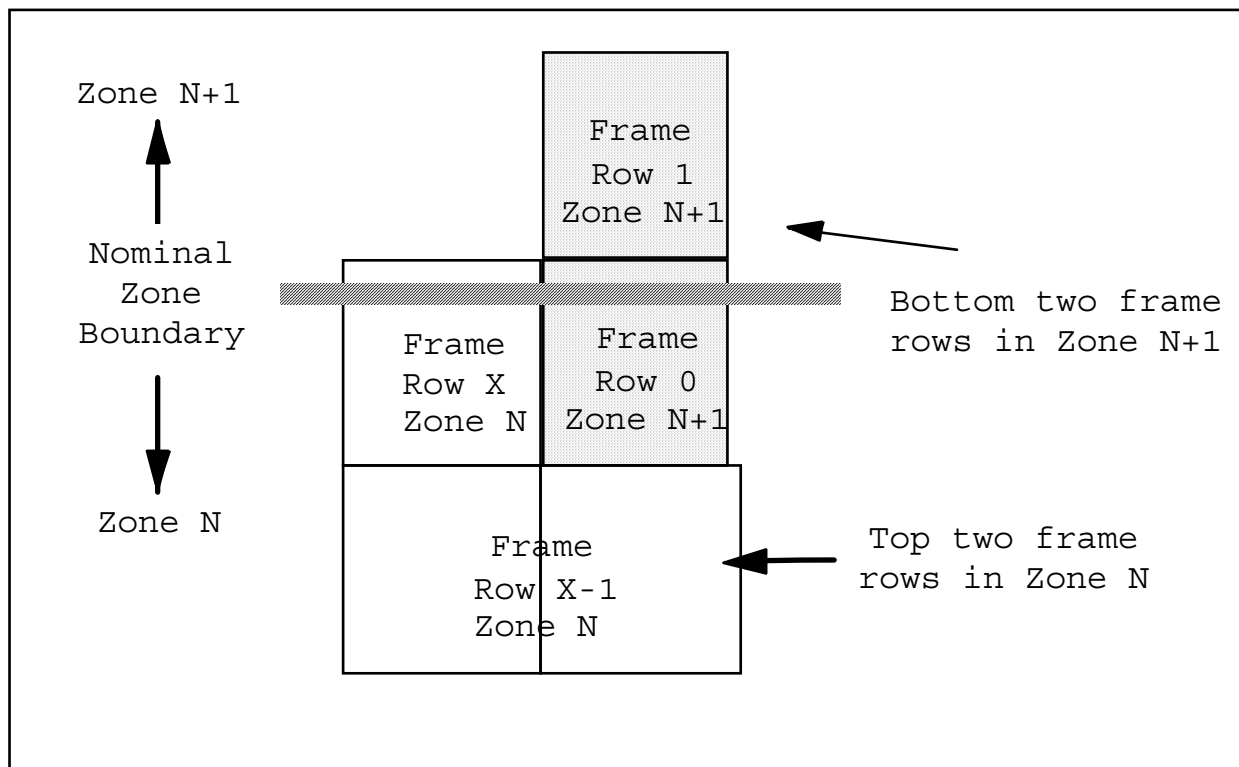 Zone N+1
Nominal
Zone
Boundary
Zone N
Frame
Row 1
Zone N+1
Frame
Row X
Zone N
Frame
Row 0
Zone N+1
Frame
Row X-1
Zone N
Bottom two frame
rows in Zone N+1
Top two frame
rows in Zone N